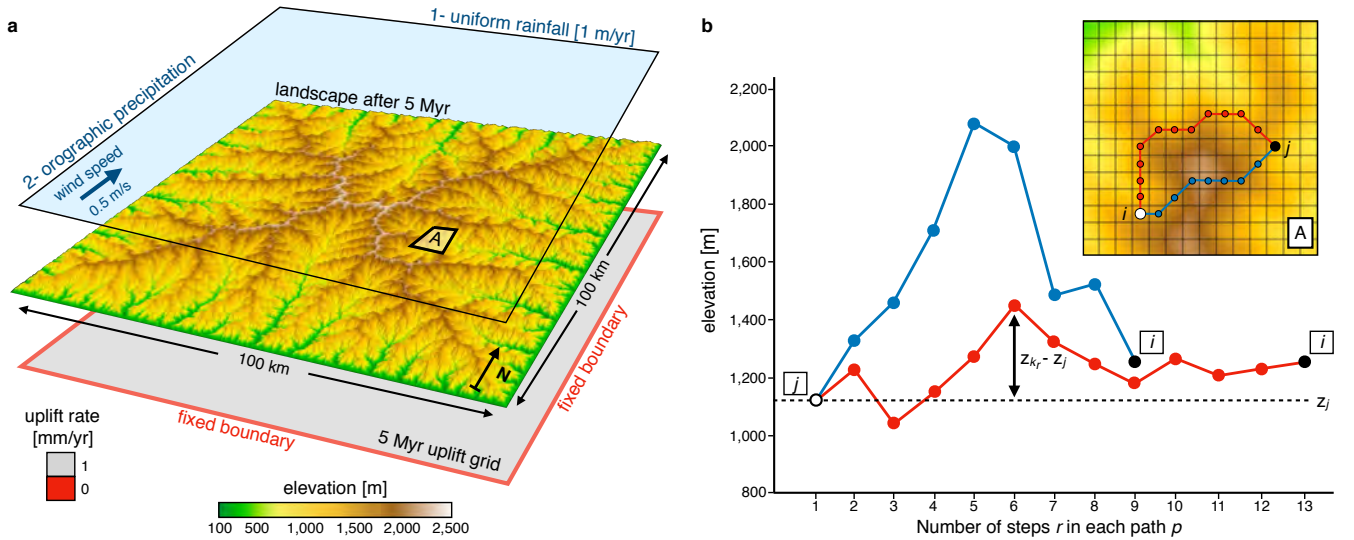 a
1- uniform rainfall [1 m/yr]
2- orographic precipitation
wind speed
0.5 m/s
landscape after 5 Myr
A
100 km
100 km
N
fixed boundary
fixed boundary
5 Myr uplift grid
uplift rate
[mm/yr]
1
0
elevation [m]
100 500 1,000 1,500 2,000 2,500
b
elevation [m]
2,200
2,000
1,800
1,600
1,400
1,200
1,000
800
j
i
i
z_{k_r} - z_j
z_j
1 2 3 4 5 6 7 8 9 10 11 12 13
Number of steps r in each path p
i
j
A